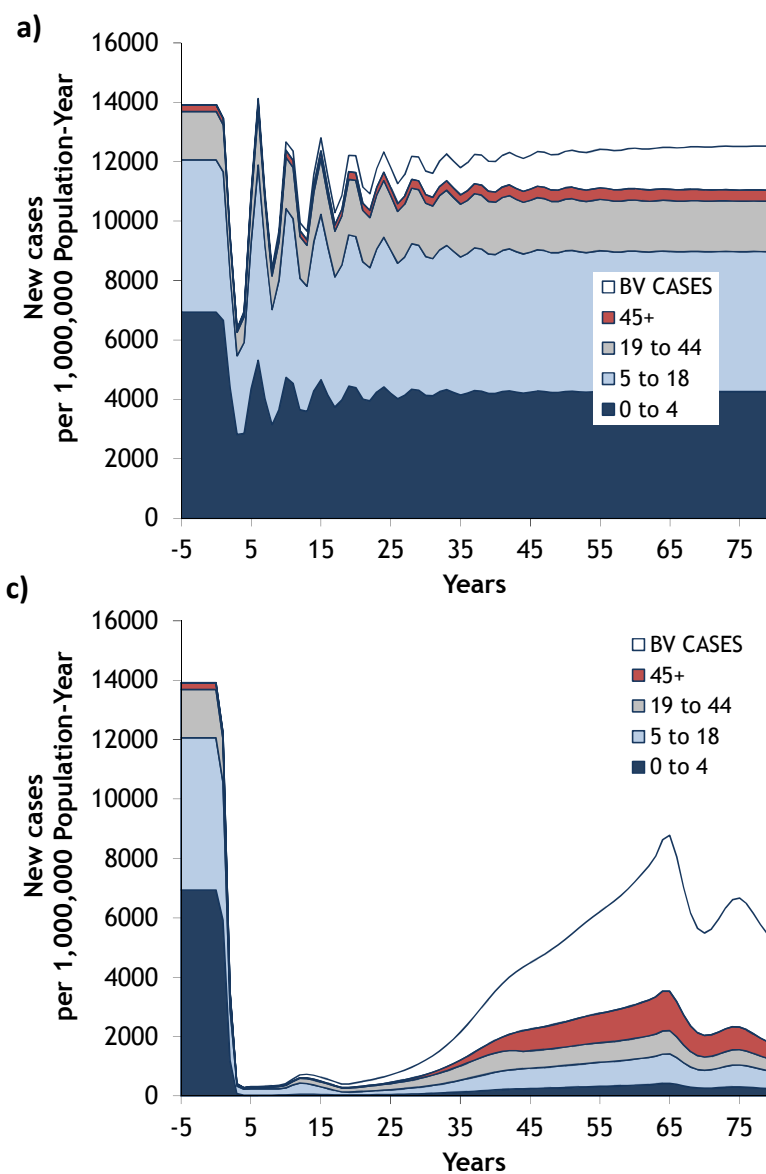 a)
New cases
per 1,000,000 Population-Year
16000
14000
12000
10000
8000
6000
4000
2000
0
BV CASES
45+
19 to 44
5 to 18
0 to 4
-5 5 15 25 35 45 55 65 75
Years
c)
New cases
per 1,000,000 Population-Year
16000
14000
12000
10000
8000
6000
4000
2000
0
BV CASES
45+
19 to 44
5 to 18
0 to 4
-5 5 15 25 35 45 55 65 75
Years